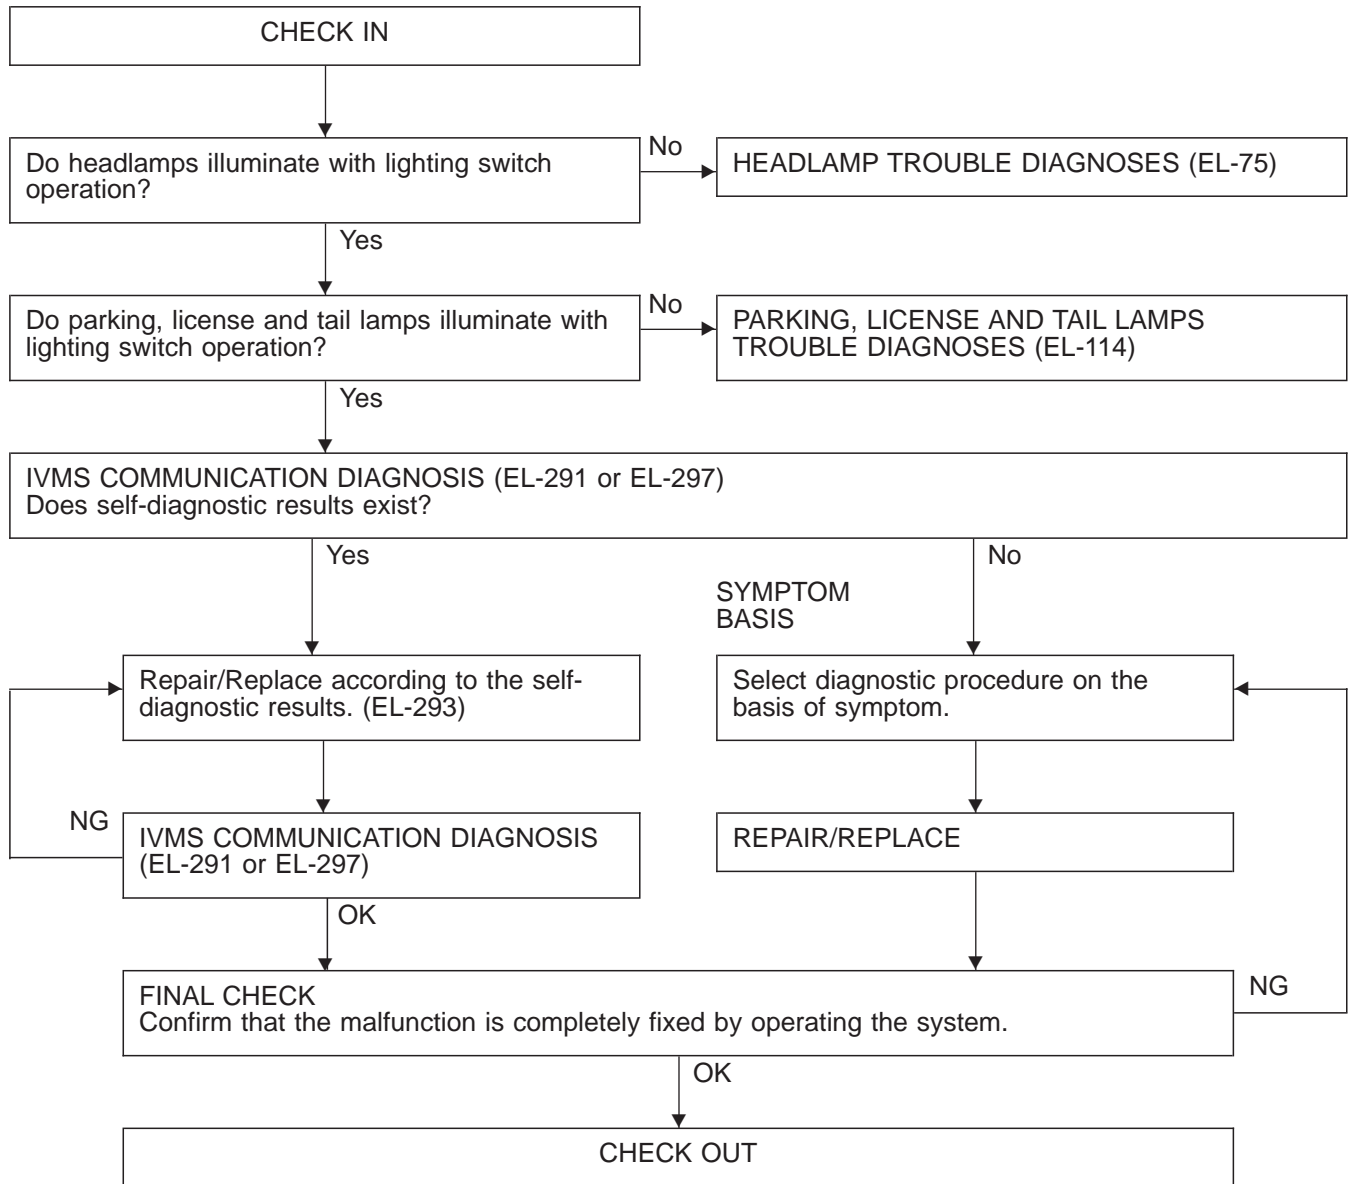 CHECK IN
Do headlamps illuminate with lighting switch
operation?
No
HEADLAMP TROUBLE DIAGNOSES (EL-75)
Yes
Do parking, license and tail lamps illuminate with
lighting switch operation?
No
PARKING, LICENSE AND TAIL LAMPS
TROUBLE DIAGNOSES (EL-114)
Yes
IVMS COMMUNICATION DIAGNOSIS (EL-291 or EL-297)
Does self-diagnostic results exist?
Yes
No
SYMPTOM
BASIS
Repair/Replace according to the self-
diagnostic results. (EL-293)
Select diagnostic procedure on the
basis of symptom.
NG
IVMS COMMUNICATION DIAGNOSIS
(EL-291 or EL-297)
REPAIR/REPLACE
OK
FINAL CHECK
Confirm that the malfunction is completely fixed by operating the system.
NG
OK
CHECK OUT